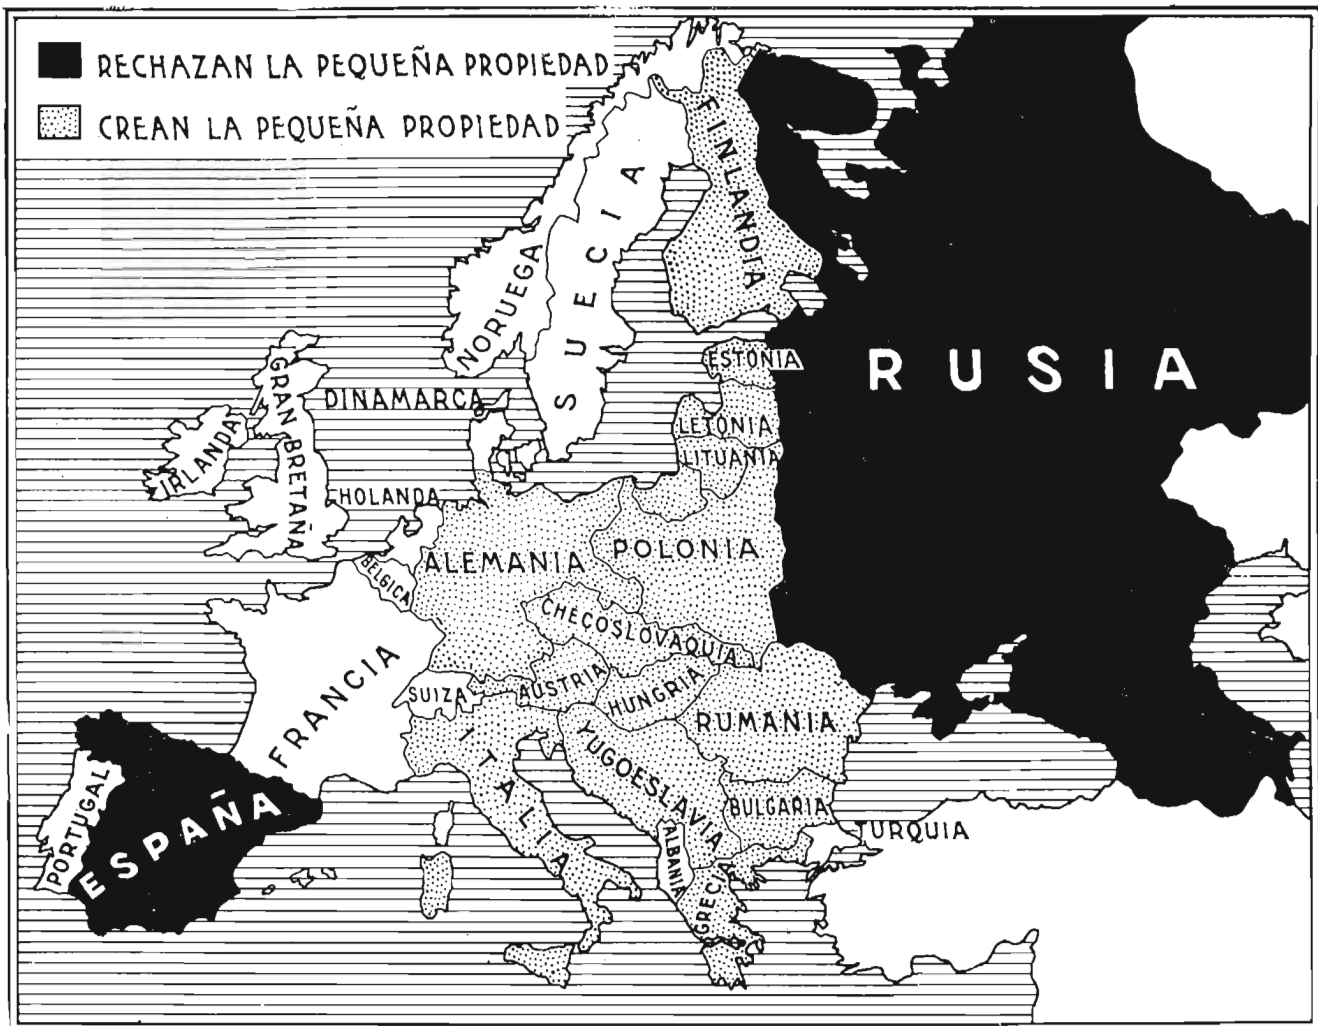 RECHAZAN LA PEQUEÑA PROPIEDAD
CREAN LA PEQUEÑA PROPIEDAD
FINLANDIA
SUECIA
NORUEGA
ESTONIA
RUSIA
GRAN BRETAÑA
DINAMARCA
LETONIA
IRLANDA
LITUANIA
HOLANDA
ALEMANIA
POLONIA
BELGICA
CHECOSLOVAQUIA
FRANCIA
SUIZA
AUSTRIA
HUNGRIA
RUMANIA
ITALIA
YUGOESLAVIA
PORTUGAL
ESPAÑA
BULGARIA
TURQUIA
ALBANIA
GRECIA